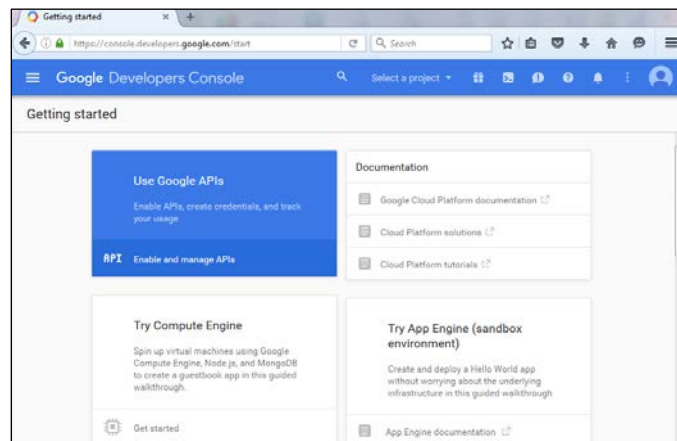 Getting started
https://console.developers.google.com/start
Search
Google Developers Console
Select a project
Getting started
Use Google APIs
Enable APIs, create credentials, and track
your usage
API Enable and manage APIs
Documentation
Google Cloud Platform documentation
Cloud Platform solutions
Cloud Platform tutorials
Try Compute Engine
Spin up virtual machines using Google
Compute Engine, Node.js, and MongoDB
to create a guestbook app in this guided
walkthrough.
Get started
Try App Engine (sandbox
environment)
Create and deploy a Hello World app
without worrying about the underlying
infrastructure in this guided walkthrough
App Engine documentation